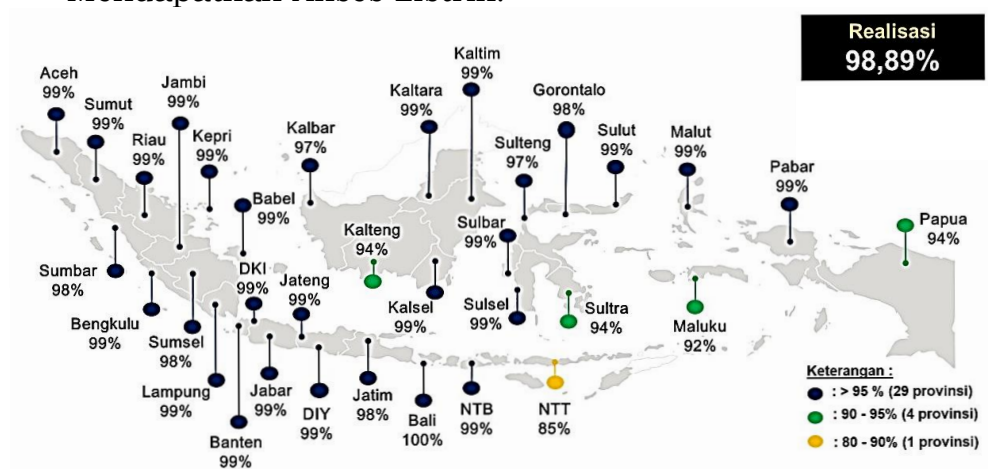 Mendapatkan Akses Listrik.
Realisasi
98,89%
Aceh
99%
Sumut
99%
Jambi
99%
Riau
99%
Kepri
99%
Babel
99%
Kalbar
97%
Kaltara
99%
Kaltim
99%
Gorontalo
98%
Sulteng
97%
Sulut
99%
Malut
99%
Pabar
99%
Papua
94%
Kalteng
94%
Sulbar
99%
Sumbar
98%
Bengkulu
99%
Sumsel
98%
Lampung
99%
Banten
99%
DKI
99%
Jabar
99%
Jateng
99%
DIY
99%
Jatim
98%
Bali
100%
NTB
99%
NTT
85%
Kalsel
99%
Sulsel
99%
Sultra
94%
Maluku
92%
Keterangan :
: > 95 % (29 provinsi)
: 90 - 95% (4 provinsi)
: 80 - 90% (1 provinsi)